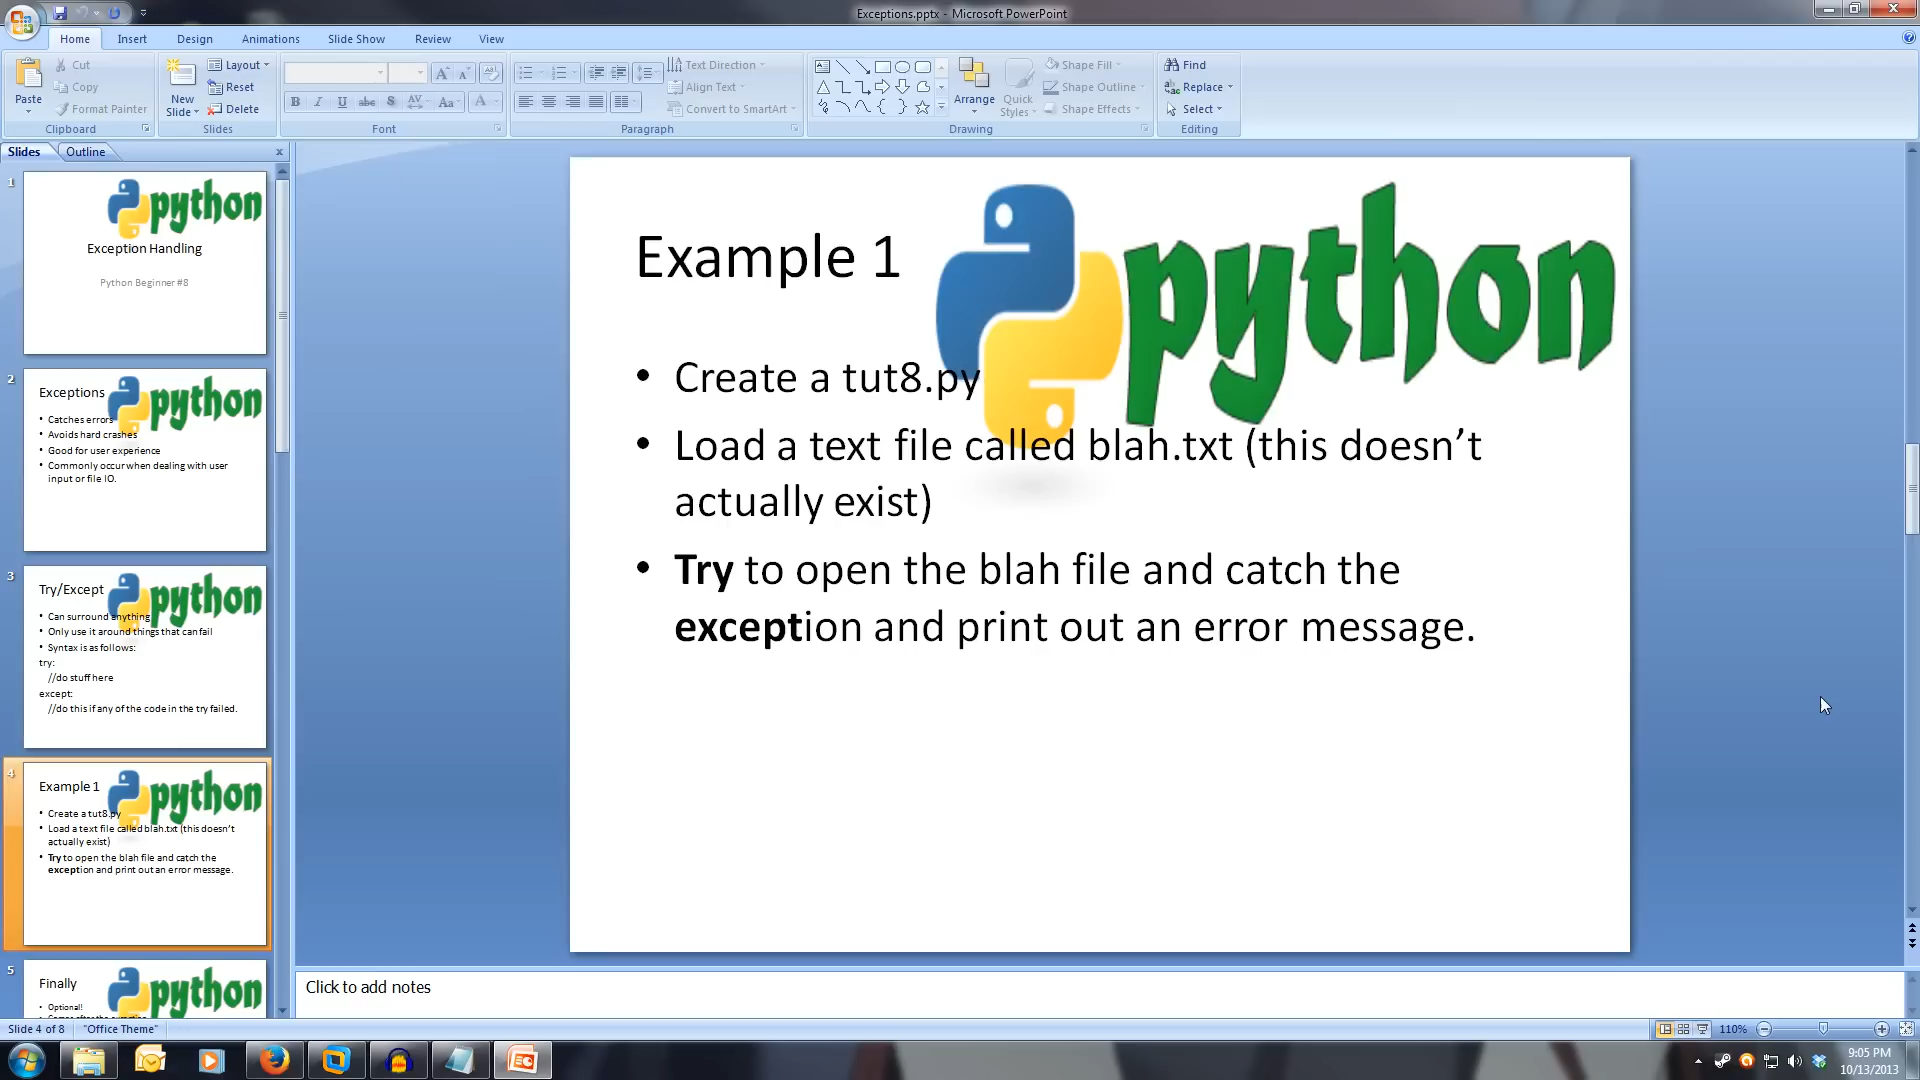 Exceptions.pptx - Microsoft PowerPoint
Home Insert Design Animations Slide Show Review View
Paste
Cut
Copy
Format Painter
Clipboard
New Slide
Layout
Reset
Delete
Slides
B I U abc S AV Aa A
Font
Text Direction
Align Text
Convert to SmartArt
Paragraph
Arrange
Quick Styles
Shape Fill
Shape Outline
Shape Effects
Drawing
Find
Replace
Select
Editing
Slides Outline
1
python
Exception Handling
Python Beginner #8
2
Exceptions
python
• Catches errors
• Avoids hard crashes
• Good for user experience
• Commonly occur when dealing with user
input or file IO.
3
Try/Except
python
• Can surround anything
• Only use it around things that can fail
• Syntax is as follows:
try:
//do stuff here
except:
//do this if any of the code in the try failed.
4
Example 1
python
• Create a tut8.py
• Load a text file called blah.txt (this doesn’t
actually exist)
• Try to open the blah file and catch the
exception and print out an error message.
5
Finally
python
• Optional!
Example 1
python
• Create a tut8.py
• Load a text file called blah.txt (this doesn’t
actually exist)
• Try to open the blah file and catch the
exception and print out an error message.
Click to add notes
Slide 4 of 8 "Office Theme" 110%
9:05 PM
10/13/2013